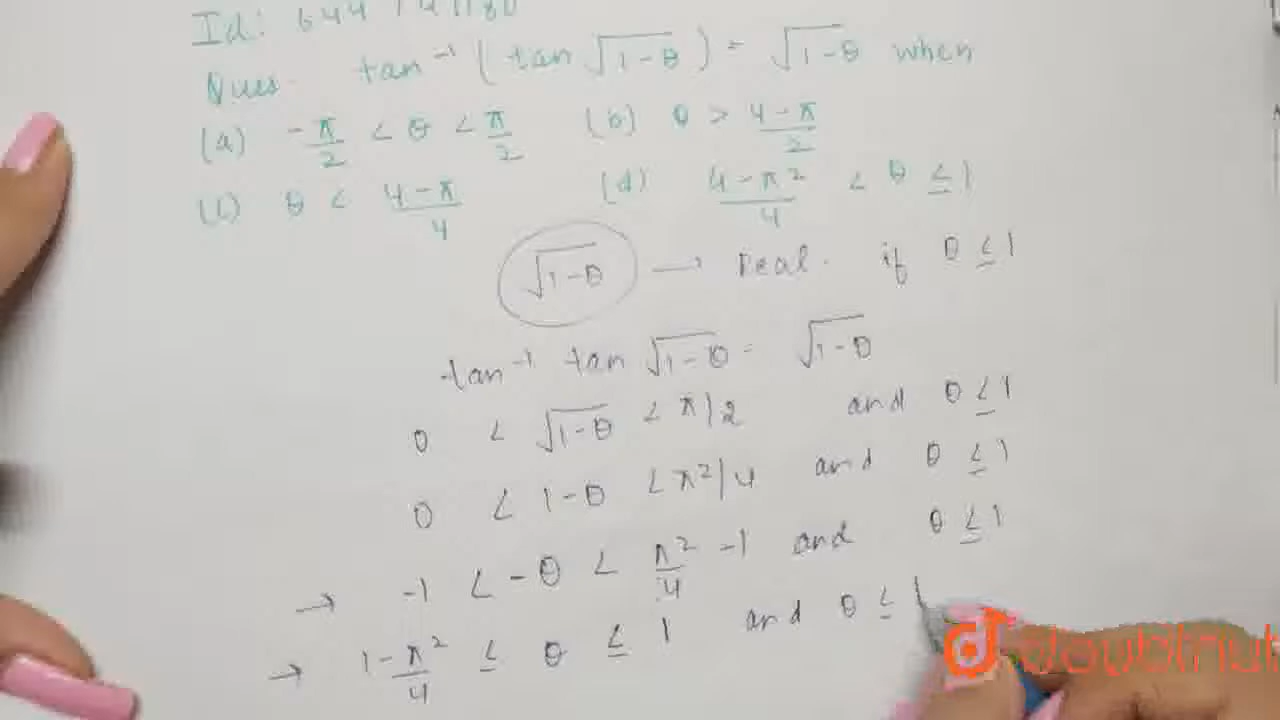 Id:
Ques. tan⁻¹ ( tan √1-θ ) = √1-θ when
(a) -π/2 < θ < π/2 (b) θ > 4-π/2
(c) θ < 4-π/4 (d) 4-π²/4 < θ ≤ 1
√1-θ → real. if θ ≤ 1
tan⁻¹ tan √1-θ = √1-θ
0 < √1-θ < π/2 and θ ≤ 1
0 < 1-θ < π²/4 and θ ≤ 1
→ -1 < -θ < π²/4 -1 and θ ≤ 1
→ 1-π²/4 ≤ θ ≤ 1 and θ ≤
doubtnut